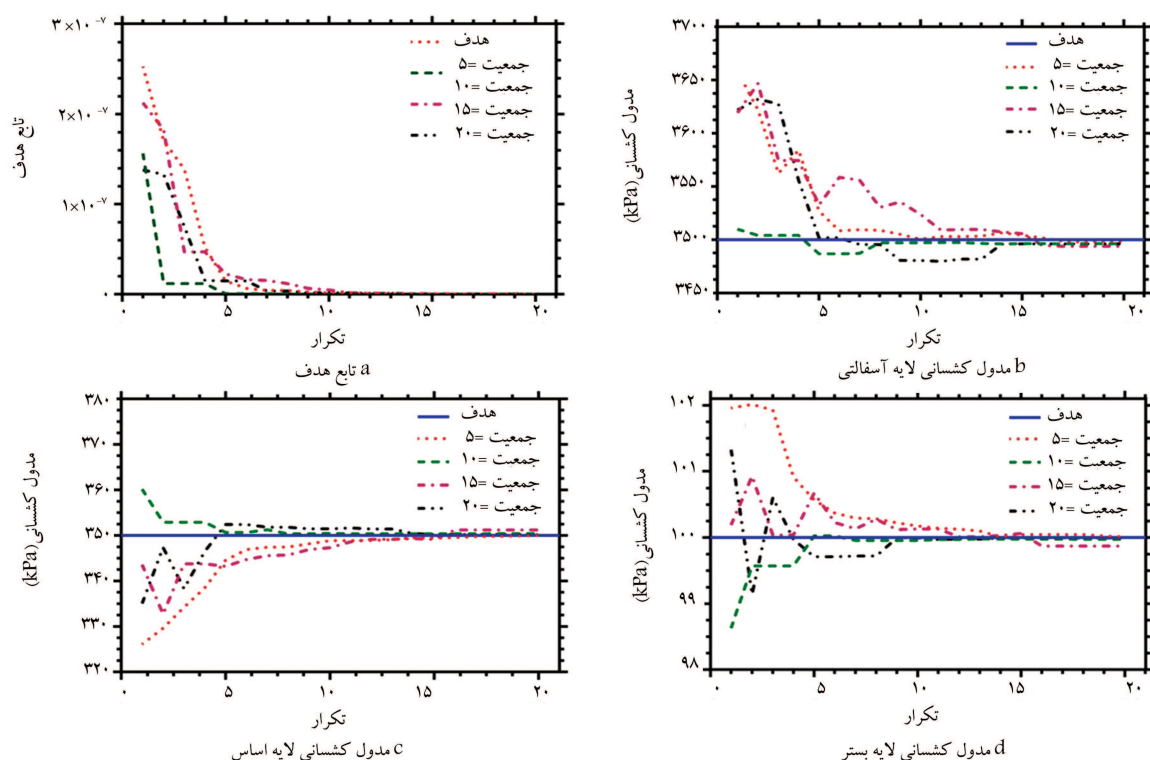 ۳×۱۰⁻۷
۲×۱۰⁻۷
۱×۱۰⁻۷
۰
تابع هدف
هدف
جمعیت =۵
جمعیت =۱۰
جمعیت =۱۵
جمعیت =۲۰
۰ ۵ ۱۰ ۱۵ ۲۰
تکرار
a تابع هدف
۳۷۰۰
۳۶۵۰
۳۶۰۰
۳۵۵۰
۳۵۰۰
۳۴۵۰
مدول کشسانی (kPa)
هدف
جمعیت =۵
جمعیت =۱۰
جمعیت =۱۵
جمعیت =۲۰
۰ ۵ ۱۰ ۱۵ ۲۰
تکرار
b مدول کشسانی لایه آسفالتی
۳۸۰
۳۷۰
۳۶۰
۳۵۰
۳۴۰
۳۳۰
۳۲۰
مدول کشسانی (kPa)
هدف
جمعیت =۵
جمعیت =۱۰
جمعیت =۱۵
جمعیت =۲۰
۰ ۵ ۱۰ ۱۵ ۲۰
تکرار
c مدول کشسانی لایه اساس
۱۰۲
۱۰۱
۱۰۰
۹۹
۹۸
مدول کشسانی (kPa)
هدف
جمعیت =۵
جمعیت =۱۰
جمعیت =۱۵
جمعیت =۲۰
۰ ۵ ۱۰ ۱۵ ۲۰
تکرار
d مدول کشسانی لایه بستر